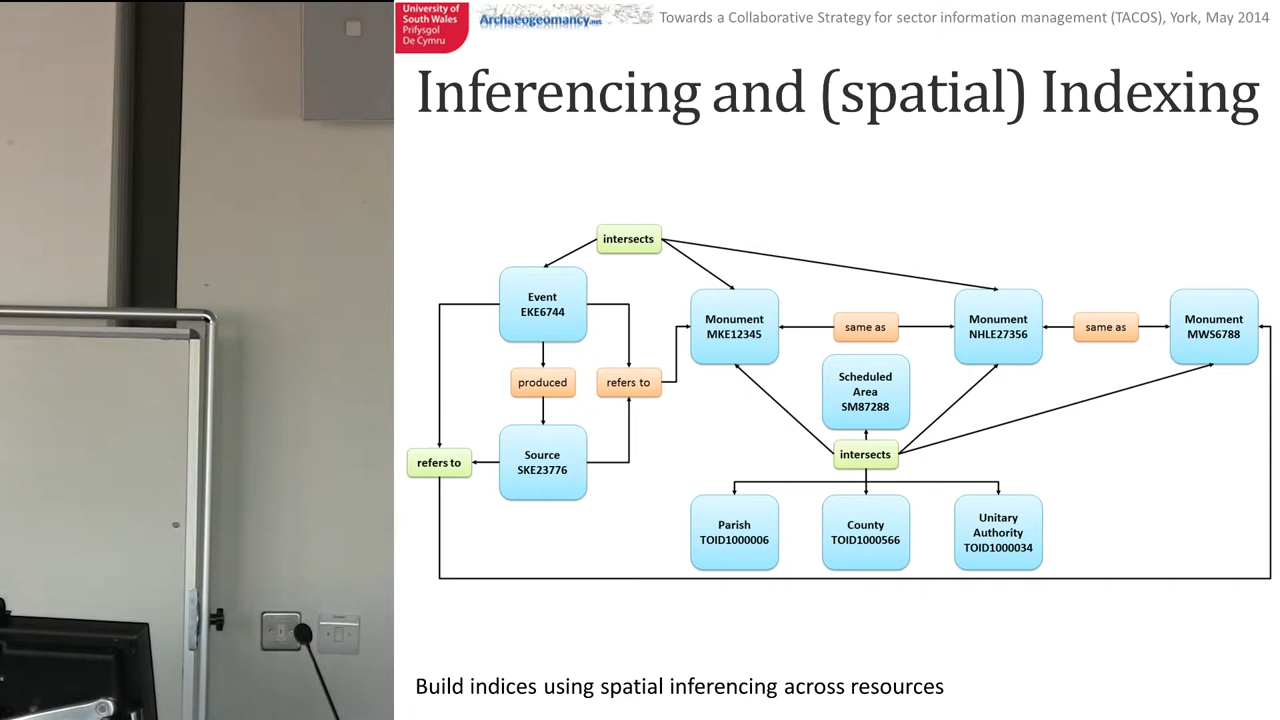 University of
South Wales
Prifysgol
De Cymru
Archaeogeomancy.net
Towards a Collaborative Strategy for sector information management (TACOS), York, May 2014
Inferencing and (spatial) Indexing
intersects
Event
EKE6744
Monument
MKE12345
same as
Monument
NHLE27356
same as
Monument
MWS6788
produced
refers to
Scheduled
Area
SM87288
refers to
Source
SKE23776
intersects
Parish
TOID1000006
County
TOID1000566
Unitary
Authority
TOID1000034
Build indices using spatial inferencing across resources